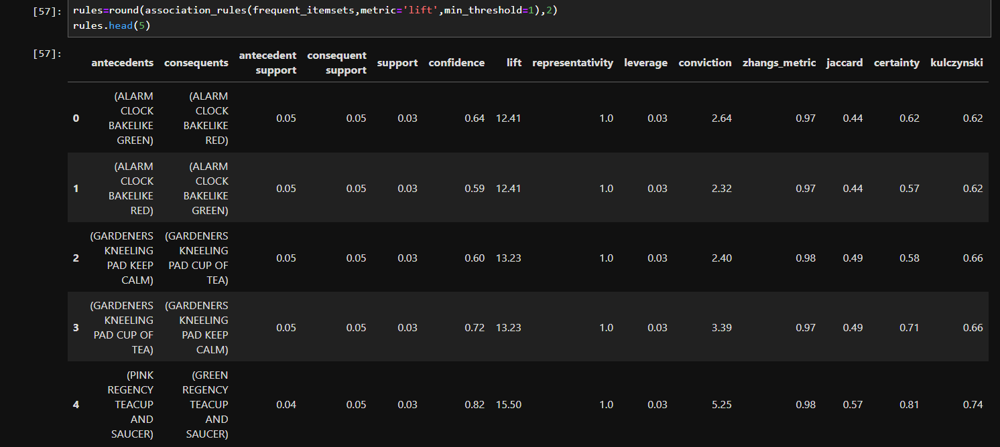 [57]: rules=round(association_rules(frequent_itemsets,metric='lift',min_threshold=1),2)
rules.head(5)
[57]:
antecedents consequents antecedent support consequent support support confidence lift representativity leverage conviction zhangs_metric jaccard certainty kulczynski
0 (ALARM CLOCK BAKELIKE GREEN) (ALARM CLOCK BAKELIKE RED) 0.05 0.05 0.03 0.64 12.41 1.0 0.03 2.64 0.97 0.44 0.62 0.62
1 (ALARM CLOCK BAKELIKE RED) (ALARM CLOCK BAKELIKE GREEN) 0.05 0.05 0.03 0.59 12.41 1.0 0.03 2.32 0.97 0.44 0.57 0.62
2 (GARDENERS KNEELING PAD KEEP CALM) (GARDENERS KNEELING PAD CUP OF TEA) 0.05 0.05 0.03 0.60 13.23 1.0 0.03 2.40 0.98 0.49 0.58 0.66
3 (GARDENERS KNEELING PAD CUP OF TEA) (GARDENERS KNEELING PAD KEEP CALM) 0.05 0.05 0.03 0.72 13.23 1.0 0.03 3.39 0.97 0.49 0.71 0.66
4 (PINK REGENCY TEACUP AND SAUCER) (GREEN REGENCY TEACUP AND SAUCER) 0.04 0.05 0.03 0.82 15.50 1.0 0.03 5.25 0.98 0.57 0.81 0.74